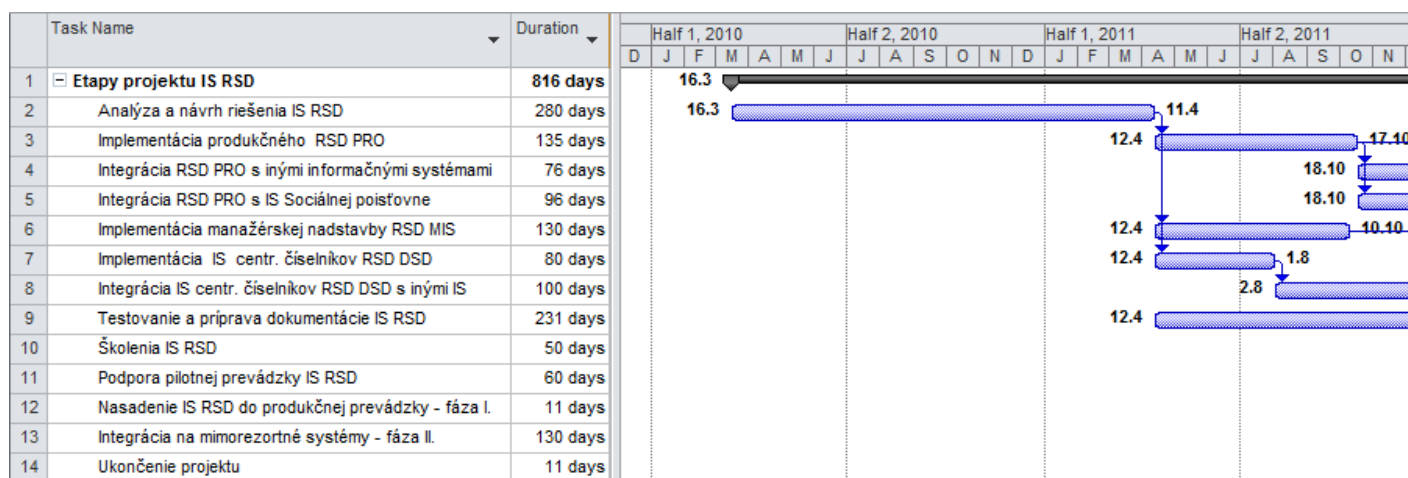 Task Name Duration Half 1, 2010 Half 2, 2010 Half 1, 2011 Half 2, 2011
D J F M A M J J A S O N D J F M A M J J A S O N
1 Etapy projektu IS RSD 816 days 16.3
2 Analýza a návrh riešenia IS RSD 280 days 16.3 11.4
3 Implementácia produkčného RSD PRO 135 days 12.4 17.10
4 Integrácia RSD PRO s inými informačnými systémami 76 days 18.10
5 Integrácia RSD PRO s IS Sociálnej poisťovne 96 days 18.10
6 Implementácia manažérskej nadstavby RSD MIS 130 days 12.4 10.10
7 Implementácia IS centr. číselníkov RSD DSD 80 days 12.4 1.8
8 Integrácia IS centr. číselníkov RSD DSD s inými IS 100 days 2.8
9 Testovanie a príprava dokumentácie IS RSD 231 days 12.4
10 Školenia IS RSD 50 days
11 Podpora pilotnej prevádzky IS RSD 60 days
12 Nasadenie IS RSD do produkčnej prevádzky - fáza I. 11 days
13 Integrácia na mimorezortné systémy - fáza II. 130 days
14 Ukončenie projektu 11 days